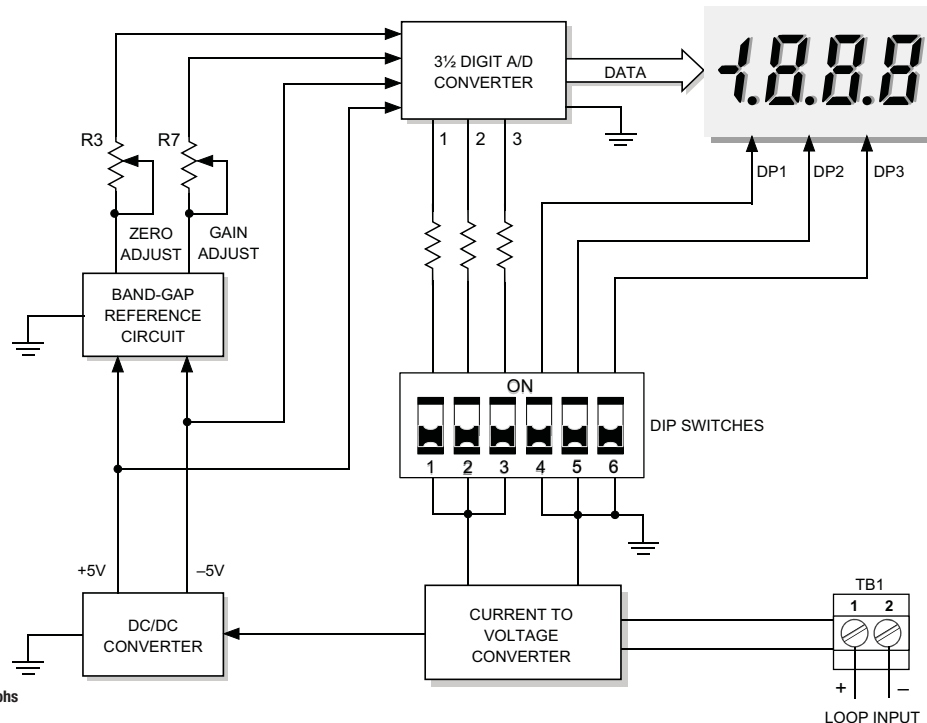 3½ DIGIT A/D
CONVERTER
DATA
-1.8.8.8
R3
R7
1 2 3
DP1
DP2
DP3
ZERO
ADJUST
GAIN
ADJUST
BAND-GAP
REFERENCE
CIRCUIT
ON
DIP SWITCHES
1 2 3 4 5 6
+5V
–5V
DC/DC
CONVERTER
CURRENT TO
VOLTAGE
CONVERTER
TB1
1 2
+ –
LOOP INPUT
phs